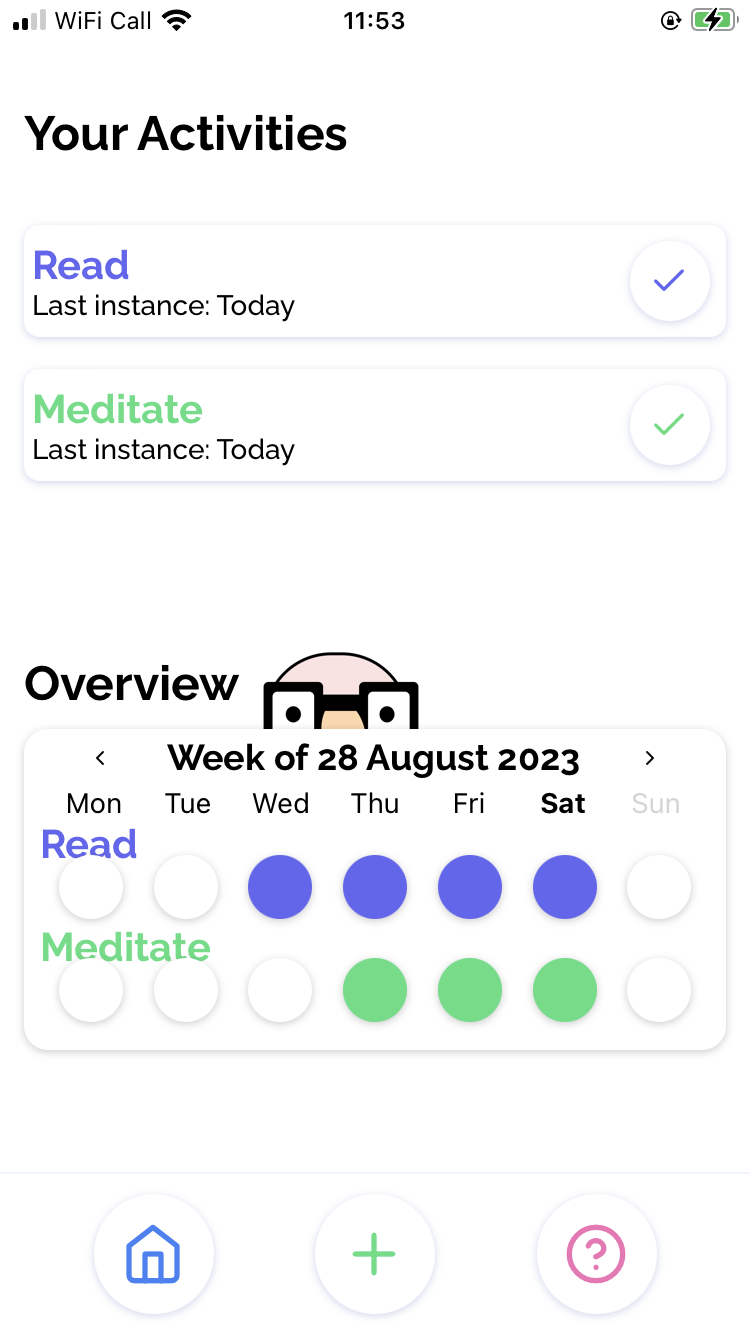 WiFi Call 11:53
Your Activities
Read
Last instance: Today
Meditate
Last instance: Today
Overview
Week of 28 August 2023
Mon Tue Wed Thu Fri Sat Sun
Read
Meditate